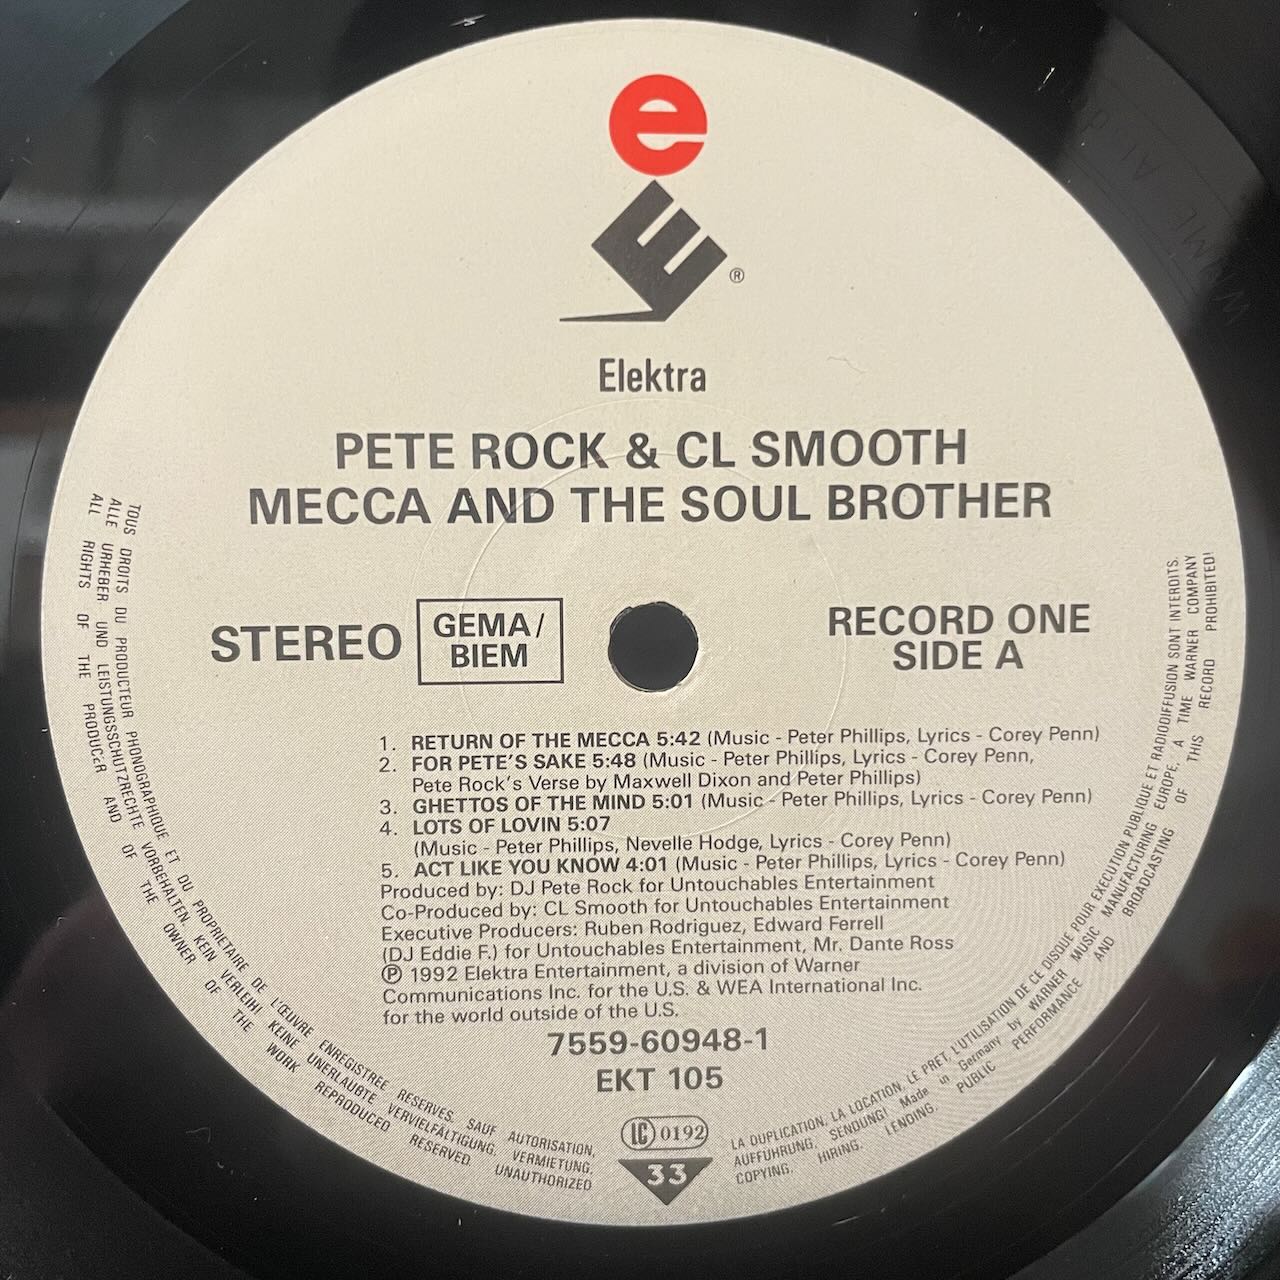 e
E®
Elektra
PETE ROCK & CL SMOOTH
MECCA AND THE SOUL BROTHER
STEREO
GEMA/
BIEM
RECORD ONE
SIDE A
1. RETURN OF THE MECCA 5:42 (Music - Peter Phillips, Lyrics - Corey Penn)
2. FOR PETE'S SAKE 5:48 (Music - Peter Phillips, Lyrics - Corey Penn,
Pete Rock's Verse by Maxwell Dixon and Peter Phillips)
3. GHETTOS OF THE MIND 5:01 (Music - Peter Phillips, Lyrics - Corey Penn)
4. LOTS OF LOVIN 5:07
(Music - Peter Phillips, Nevelle Hodge, Lyrics - Corey Penn)
5. ACT LIKE YOU KNOW 4:01 (Music - Peter Phillips, Lyrics - Corey Penn)
Produced by: DJ Pete Rock for Untouchables Entertainment
Co-Produced by: CL Smooth for Untouchables Entertainment
Executive Producers: Ruben Rodriguez, Edward Ferrell
(DJ Eddie F.) for Untouchables Entertainment, Mr. Dante Ross
℗ 1992 Elektra Entertainment, a division of Warner
Communications Inc. for the U.S. & WEA International Inc.
for the world outside of the U.S.
7559-60948-1
EKT 105
LC 0192
33
TOUS DROITS DU PRODUCTEUR PHONOGRAPHIQUE ET DU PROPRIETAIRE DE L'ŒUVRE ENREGISTREE RESERVES. SAUF AUTORISATION, LA DUPLICATION, LA LOCATION, LE PRET, L'UTILISATION DE CE DISQUE POUR EXECUTION PUBLIQUE ET RADIODIFFUSION SONT INTERDITS.
ALLE URHEBER UND LEISTUNGSSCHUTZRECHTE VORBEHALTEN. KEIN VERLEIH! KEINE UNERLAUBTE VERVIELFÄLTIGUNG, VERMIETUNG, AUFFÜHRUNG, SENDUNG! Made in Germany by WARNER MUSIC MANUFACTURING EUROPE, A TIME WARNER COMPANY
ALL RIGHTS OF THE PRODUCER AND OF THE OWNER OF THE WORK REPRODUCED RESERVED UNAUTHORIZED COPYING. HIRING. LENDING. PUBLIC PERFORMANCE AND BROADCASTING OF THIS RECORD PROHIBITED!